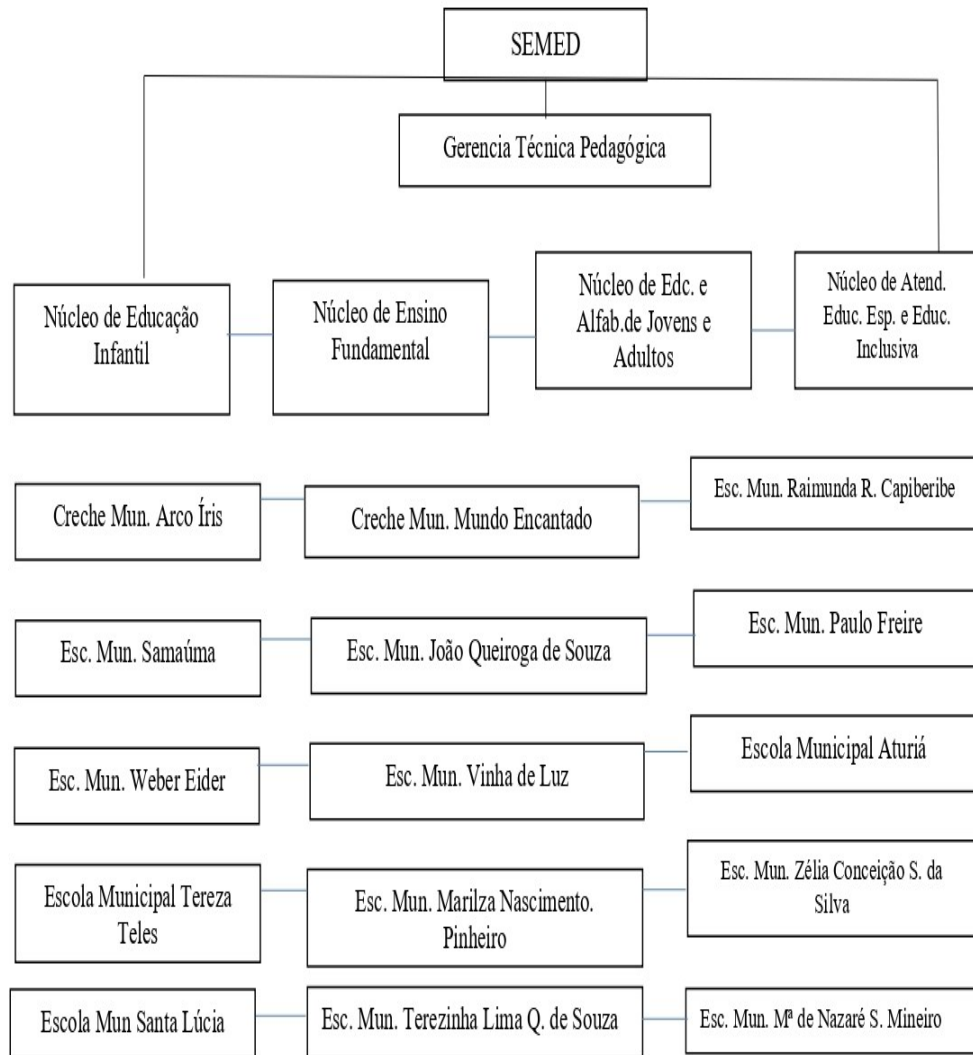 SEMED
Gerencia Técnica Pedagógica
Núcleo de Educação
Infantil
Núcleo de Ensino
Fundamental
Núcleo de Edc. e
Alfab.de Jovens e
Adultos
Núcleo de Atend.
Educ. Esp. e Educ.
Inclusiva
Creche Mun. Arco Íris
Creche Mun. Mundo Encantado
Esc. Mun. Raimunda R. Capiberibe
Esc. Mun. Samaúma
Esc. Mun. João Queiroga de Souza
Esc. Mun. Paulo Freire
Esc. Mun. Weber Eider
Esc. Mun. Vinha de Luz
Escola Municipal Aturiá
Escola Municipal Tereza
Teles
Esc. Mun. Marilza Nascimento.
Pinheiro
Esc. Mun. Zélia Conceição S. da
Silva
Escola Mun Santa Lúcia
Esc. Mun. Terezinha Lima Q. de Souza
Esc. Mun. Mª de Nazaré S. Mineiro